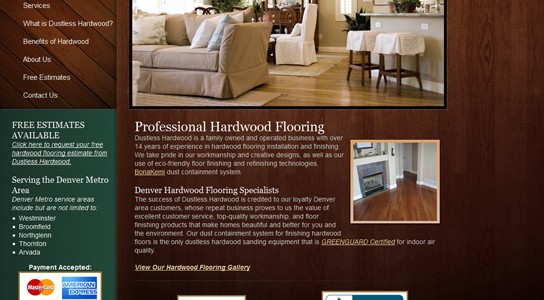 Services
What is Dustless Hardwood?
Benefits of Hardwood
About Us
Free Estimates
Contact Us
FREE ESTIMATES
AVAILABLE
Click here to request your free
hardwood flooring estimate from
Dustless Hardwood.
Serving the Denver Metro
Area
Denver Metro service areas
include but are not limited to:
Westminster
Broomfield
Northglenn
Thornton
Arvada
Payment Accepted:
MasterCard
AMERICAN
EXPRESS
Professional Hardwood Flooring
Dustless Hardwood is a family owned and operated business with over
14 years of experience in hardwood flooring installation and finishing.
We take pride in our workmanship and creative designs, as well as our
use of eco-friendly floor finishing and refinishing technologies,
BonaKemi dust containment system.
Denver Hardwood Flooring Specialists
The success of Dustless Hardwood is credited to our loyalty Denver
area customers, whose repeat business proves to us the value of
excellent customer service, top-quality workmanship, and floor
finishing products that make homes beautiful and better for you and
the environment. Our dust containment system for finishing hardwood
floors is the only dustless hardwood sanding equipment that is GREENGUARD Certified for indoor air
quality.
View Our Hardwood Flooring Gallery